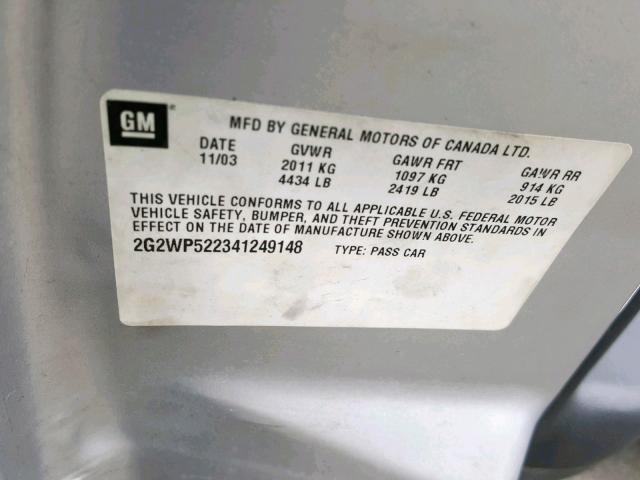 GM
MFD BY GENERAL MOTORS OF CANADA LTD.
DATE GVWR GAWR FRT GAWR RR
11/03 2011 KG 1097 KG 914 KG
4434 LB 2419 LB 2015 LB
THIS VEHICLE CONFORMS TO ALL APPLICABLE U.S. FEDERAL MOTOR
VEHICLE SAFETY, BUMPER, AND THEFT PREVENTION STANDARDS IN
EFFECT ON THE DATE OF MANUFACTURE SHOWN ABOVE.
2G2WP522341249148 TYPE: PASS CAR